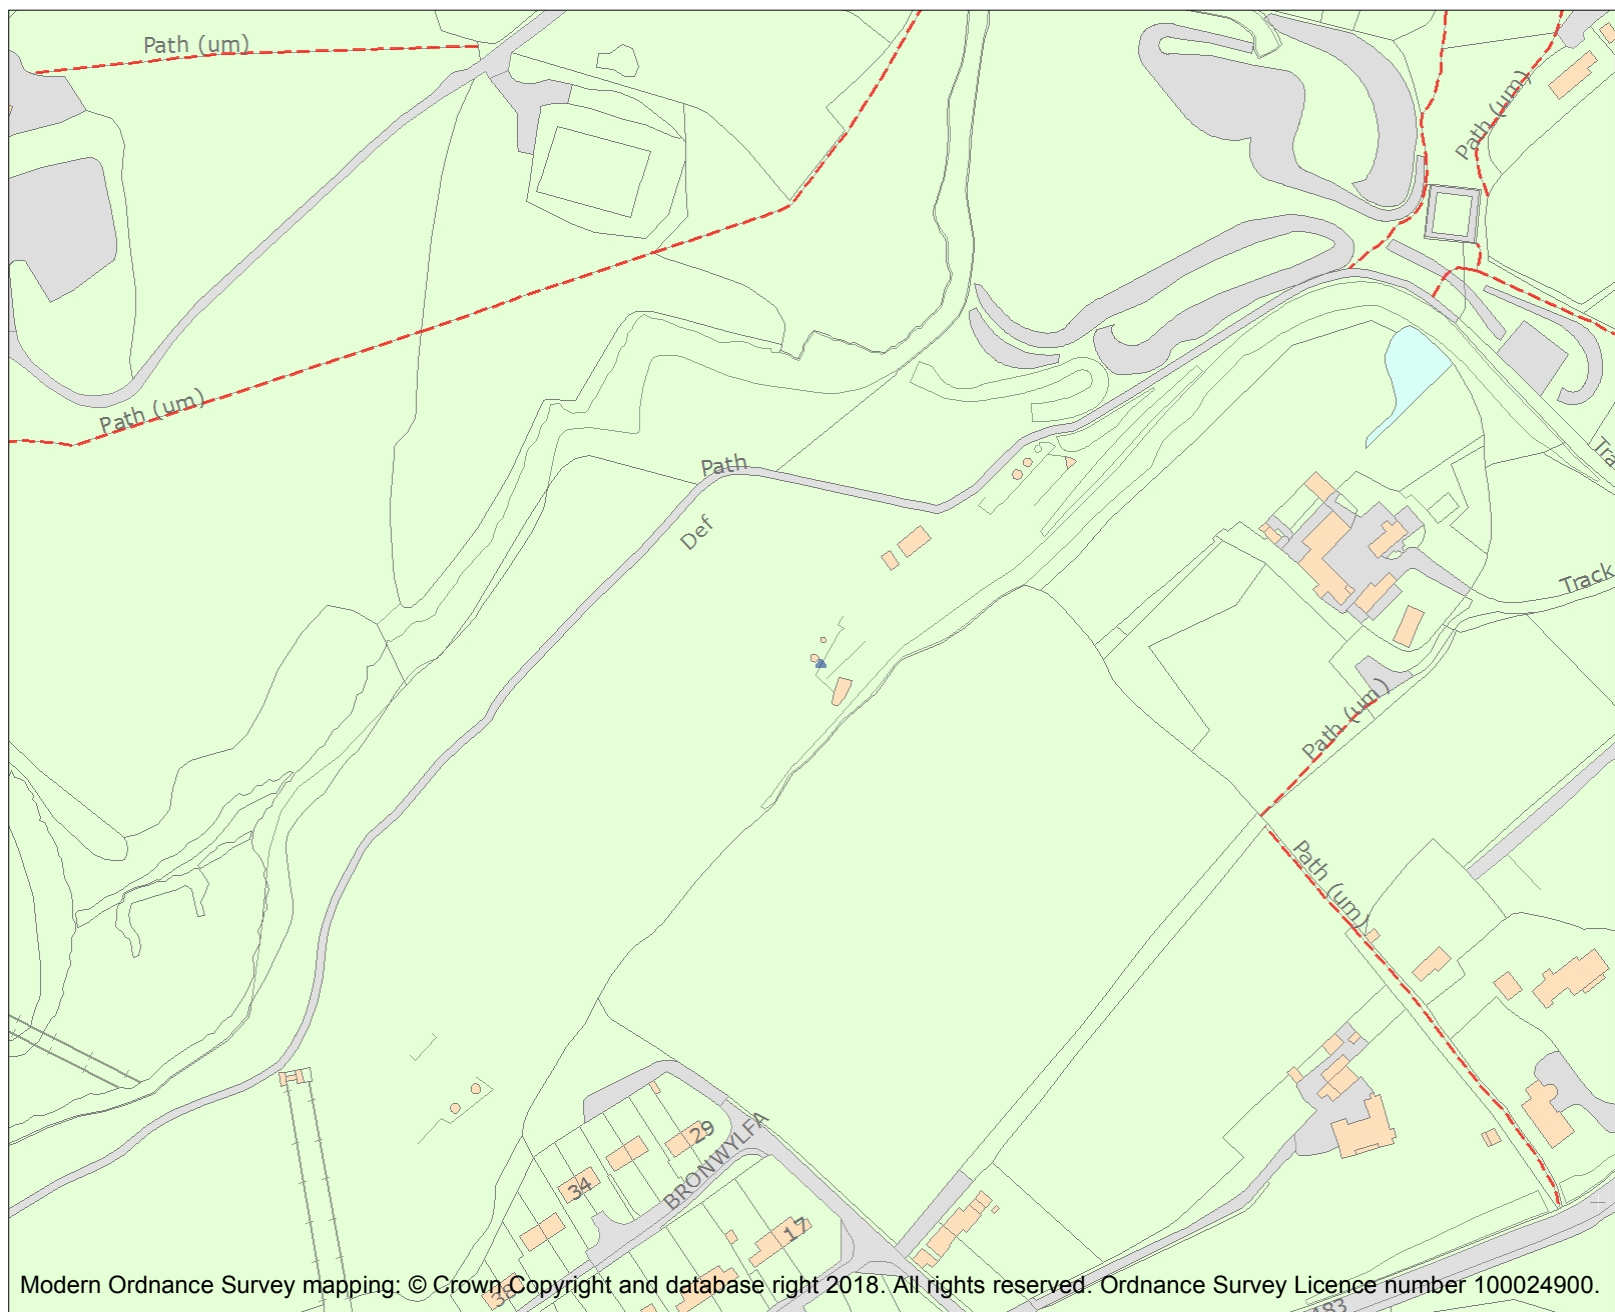 Path (um)
Path (um)
Path (um)
Path
Def
Track
Path (um)
Path (um)
29
BRONWYLFA
34
17
38
Modern Ordnance Survey mapping: © Crown Copyright and database right 2018. All rights reserved. Ordnance Survey Licence number 100024900.